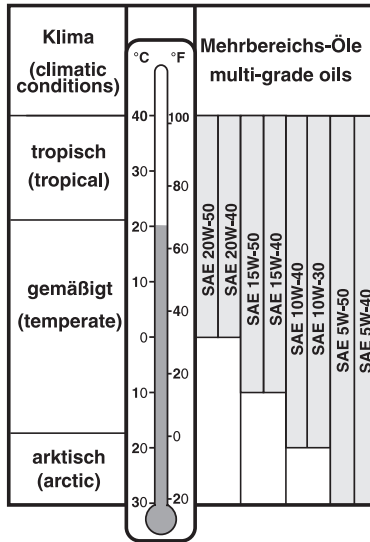 Klima
(climatic
conditions)
°C °F
Mehrbereichs-Öle
multi-grade oils
tropisch
(tropical)
gemäßigt
(temperate)
arktisch
(arctic)
40
30
20
10
0
10
20
30
100
80
60
40
20
0
20
SAE 20W-50
SAE 20W-40
SAE 15W-50
SAE 15W-40
SAE 10W-40
SAE 10W-30
SAE 5W-50
SAE 5W-40